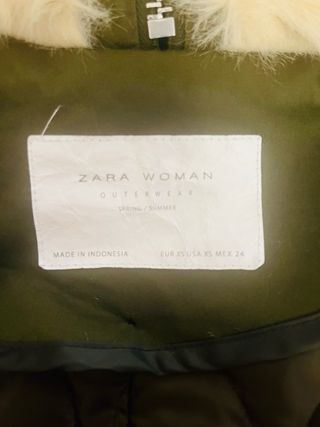 ZARA WOMAN
OUTERWEAR
SPRING / SUMMER
MADE IN INDONESIA EUR XS USA XS MEX 24